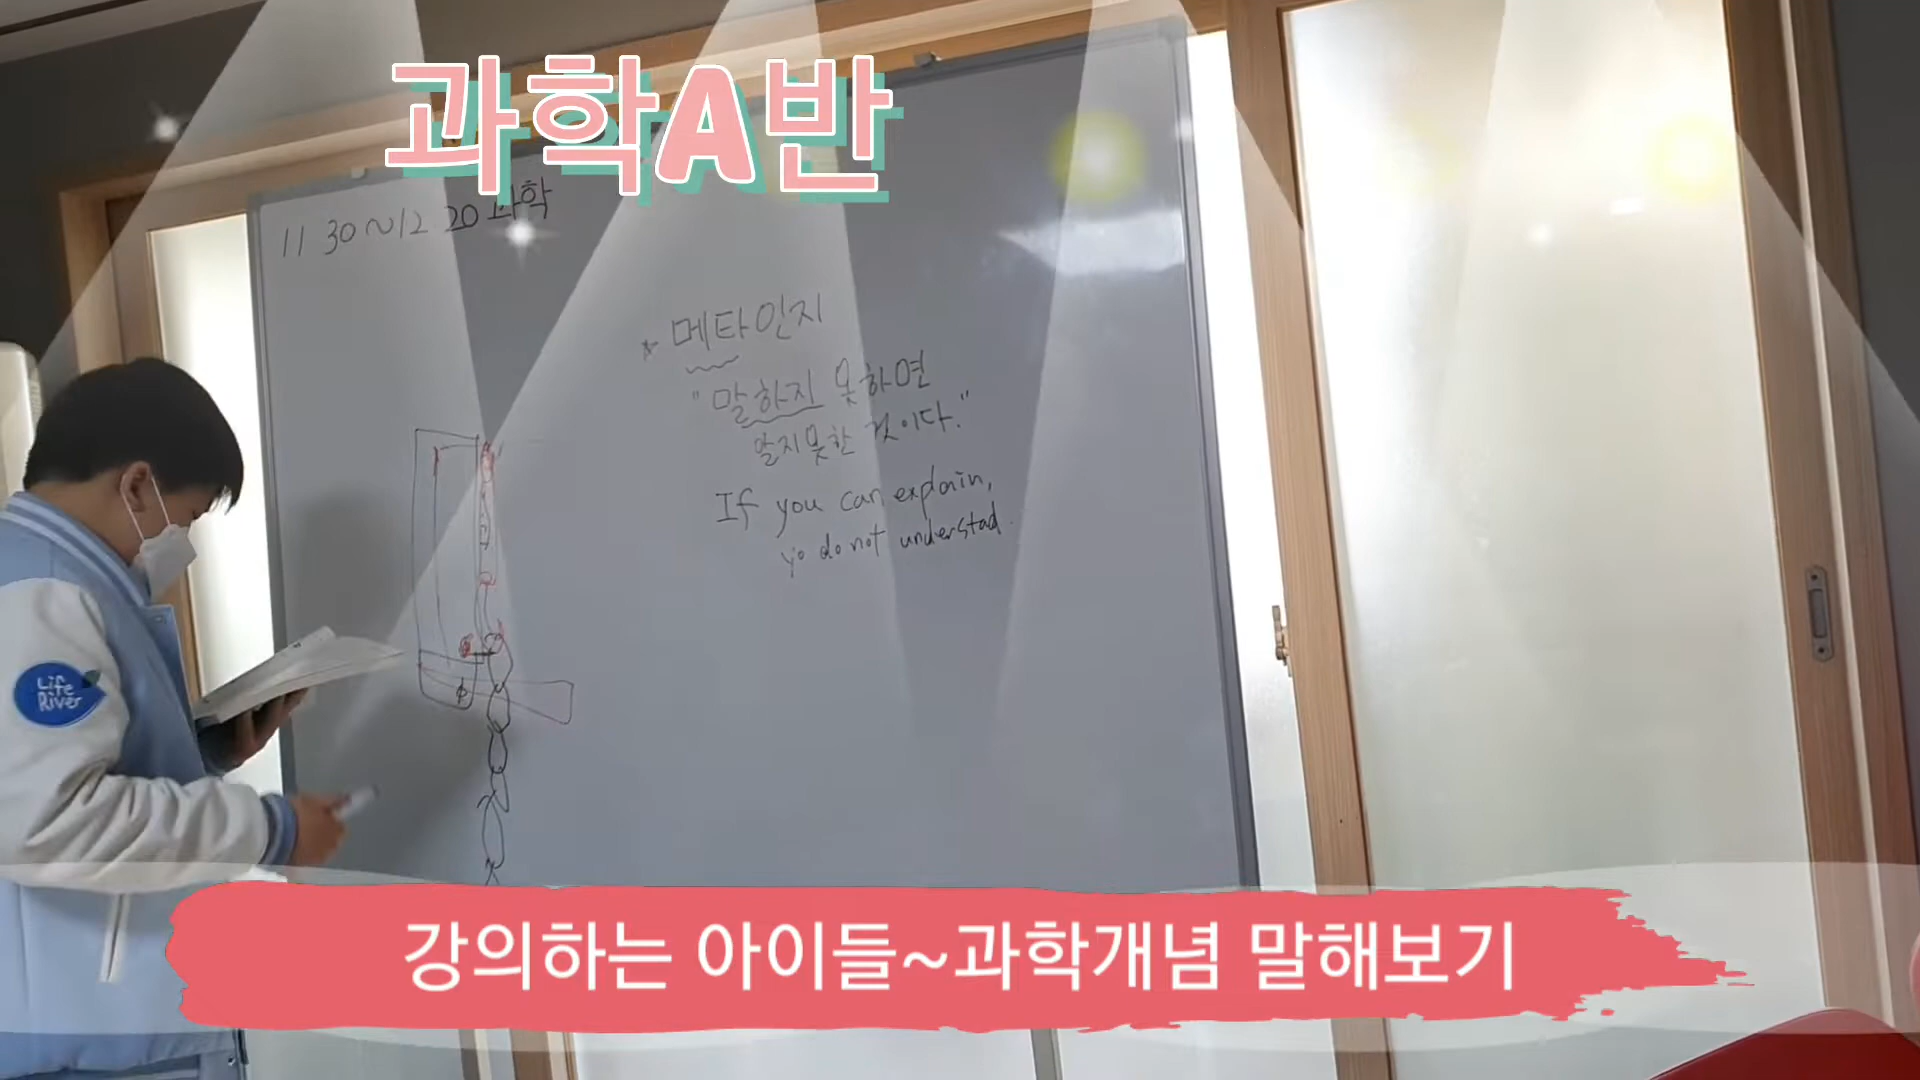 과학A반
11 30~12 20 과학
* 메타인지
"말하지 못하면
알지못한 것이다."
If you can explain,
yo do not understad.
Life
River
강의하는 아이들~과학개념 말해보기